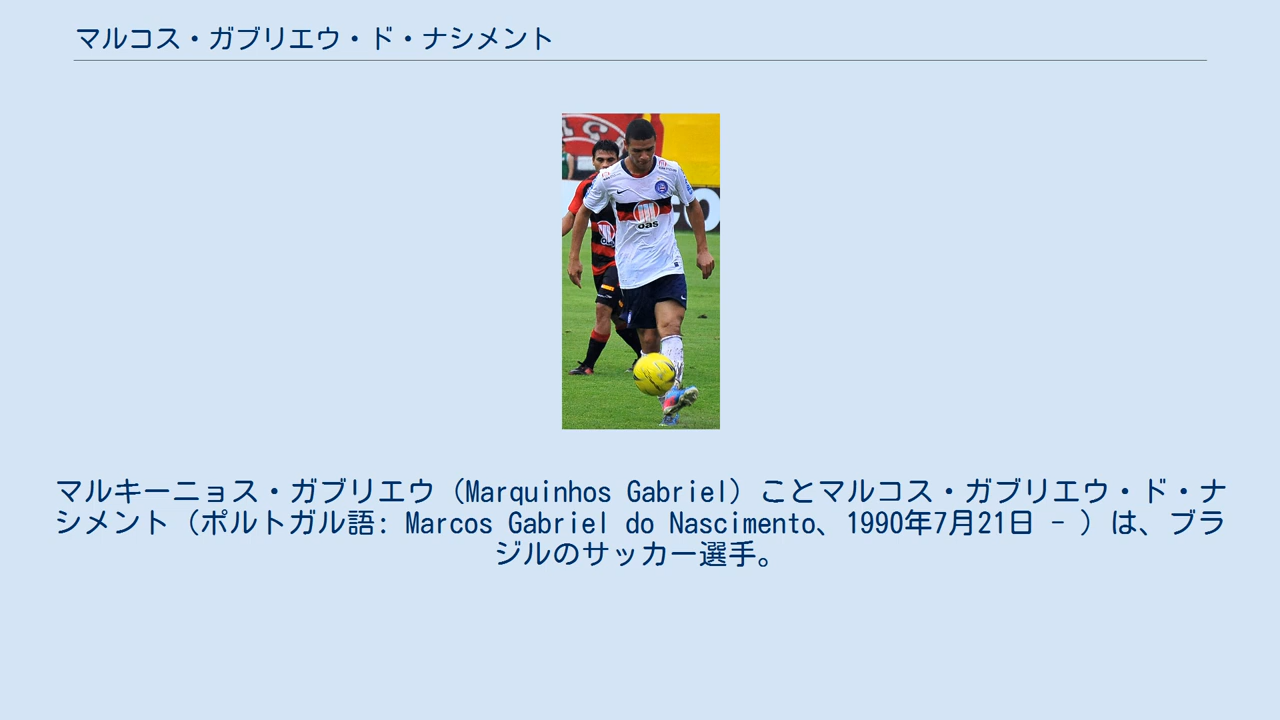 マルコス・ガブリエウ・ド・ナシメント
oas
マルキーニョス・ガブリエウ（Marquinhos Gabriel）ことマルコス・ガブリエウ・ド・ナ
シメント（ポルトガル語: Marcos Gabriel do Nascimento、1990年7月21日 - ）は、ブラ
ジルのサッカー選手。